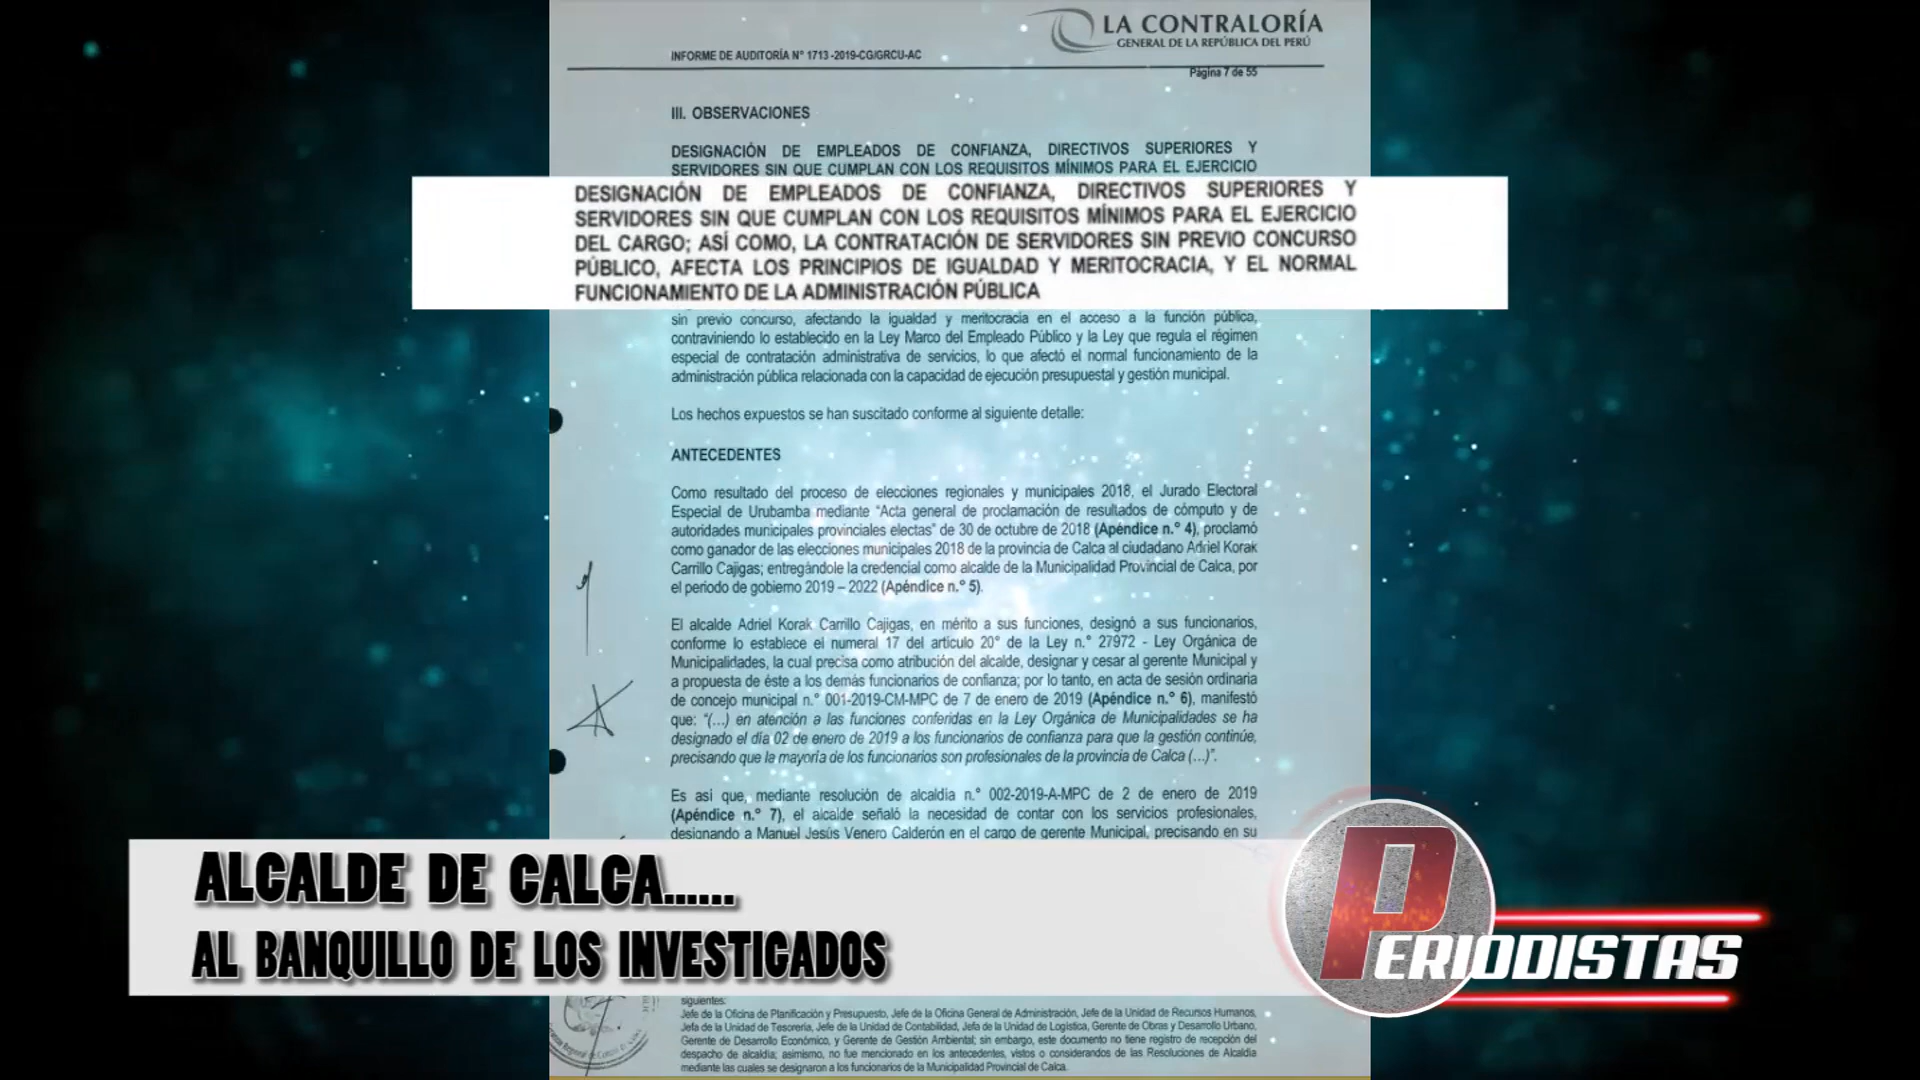 LA CONTRALORÍA
GENERAL DE LA REPÚBLICA DEL PERÚ
INFORME DE AUDITORÍA N° 1713 -2019-CG/GRCU-AC
Página 7 de 55
III. OBSERVACIONES
DESIGNACIÓN DE EMPLEADOS DE CONFIANZA, DIRECTIVOS SUPERIORES Y
SERVIDORES SIN QUE CUMPLAN CON LOS REQUISITOS MÍNIMOS PARA EL EJERCICIO
DESIGNACIÓN DE EMPLEADOS DE CONFIANZA, DIRECTIVOS SUPERIORES Y
SERVIDORES SIN QUE CUMPLAN CON LOS REQUISITOS MÍNIMOS PARA EL EJERCICIO
DEL CARGO; ASÍ COMO, LA CONTRATACIÓN DE SERVIDORES SIN PREVIO CONCURSO
PÚBLICO, AFECTA LOS PRINCIPIOS DE IGUALDAD Y MERITOCRACIA, Y EL NORMAL
FUNCIONAMIENTO DE LA ADMINISTRACIÓN PÚBLICA
sin previo concurso, afectando la igualdad y meritocracia en el acceso a la función pública,
contraviniendo lo establecido en la Ley Marco del Empleado Público y la Ley que regula el régimen
especial de contratación administrativa de servicios, lo que afectó el normal funcionamiento de la
administración pública relacionada con la capacidad de ejecución presupuestal y gestión municipal.
Los hechos expuestos se han suscitado conforme al siguiente detalle:
ANTECEDENTES
Como resultado del proceso de elecciones regionales y municipales 2018, el Jurado Electoral
Especial de Urubamba mediante "Acta general de proclamación de resultados de cómputo y de
autoridades municipales provinciales electas" de 30 de octubre de 2018 (Apéndice n.° 4), proclamó
como ganador de las elecciones municipales 2018 de la provincia de Calca al ciudadano Adriel Korak
Carrillo Cajigas; entregándole la credencial como alcalde de la Municipalidad Provincial de Calca, por
el periodo de gobierno 2019 – 2022 (Apéndice n.° 5).
El alcalde Adriel Korak Carrillo Cajigas, en mérito a sus funciones, designó a sus funcionarios,
conforme lo establece el numeral 17 del artículo 20° de la Ley n.° 27972 - Ley Orgánica de
Municipalidades, la cual precisa como atribución del alcalde, designar y cesar al gerente Municipal y
a propuesta de éste a los demás funcionarios de confianza; por lo tanto, en acta de sesión ordinaria
de concejo municipal n.° 001-2019-CM-MPC de 7 de enero de 2019 (Apéndice n.° 6), manifestó
que: "(...) en atención a las funciones conferidas en la Ley Orgánica de Municipalidades se ha
designado el día 02 de enero de 2019 a los funcionarios de confianza para que la gestión continúe,
precisando que la mayoría de los funcionarios son profesionales de la provincia de Calca (...)".
Es así que, mediante resolución de alcaldía n.° 002-2019-A-MPC de 2 de enero de 2019
(Apéndice n.° 7), el alcalde señaló la necesidad de contar con los servicios profesionales,
designando a Manuel Jesús Venero Calderón en el cargo de gerente Municipal, precisando en su
ALCALDE DE CALCA......
AL BANQUILLO DE LOS INVESTIGADOS
PERIODISTAS
siguientes:
Jefe de la Oficina de Planificación y Presupuesto, Jefe de la Oficina General de Administración, Jefe de la Unidad de Recursos Humanos,
Jefa de la Unidad de Tesorería, Jefe de la Unidad de Contabilidad, Jefa de la Unidad de Logística, Gerente de Obras y Desarrollo Urbano,
Gerente de Desarrollo Económico, y Gerente de Gestión Ambiental; sin embargo, este documento no tiene registro de recepción del
despacho de alcaldía; asimismo, no fue mencionado en los antecedentes, vistos o considerandos de las Resoluciones de Alcaldía
mediante las cuales se designaron a los funcionarios de la Municipalidad Provincial de Calca.